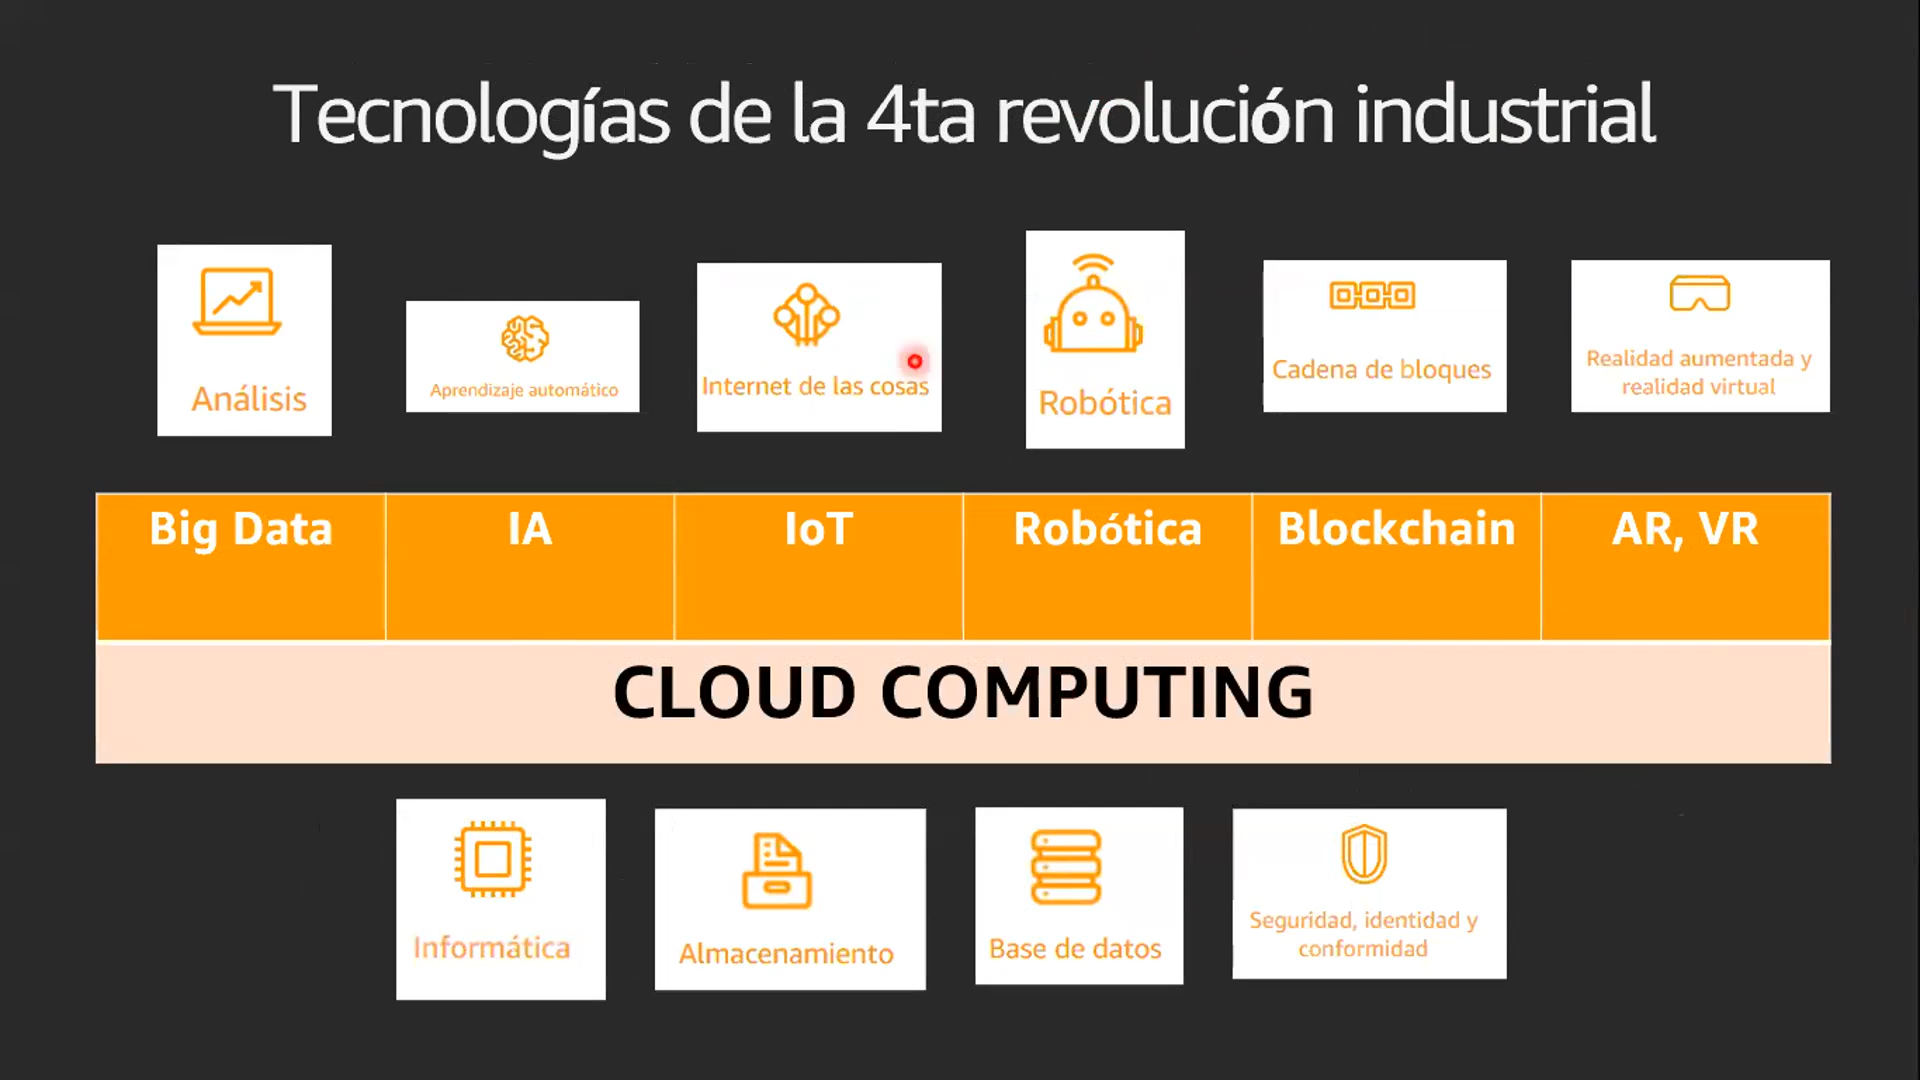 Tecnologías de la 4ta revolución industrial
Análisis
Aprendizaje automático
Internet de las cosas
Robótica
Cadena de bloques
Realidad aumentada y
realidad virtual
Big Data
IA
IoT
Robótica
Blockchain
AR, VR
CLOUD COMPUTING
Informática
Almacenamiento
Base de datos
Seguridad, identidad y
conformidad